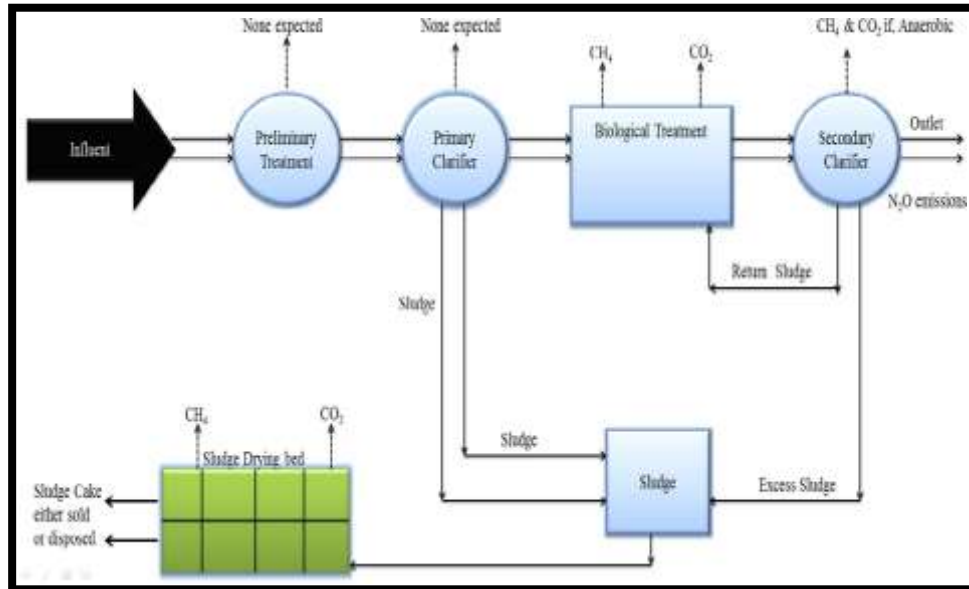 None expected
None expected
CH₄ & CO₂ if, Anaerobic
CH₄
CO₂
Influent
Preliminary
Treatment
Primary
Clarifier
Biological Treatment
Secondary
Clarifier
Outlet
N₂O emissions
Return Sludge
Sludge
CH₄
CO₂
Sludge Drying bed
Sludge
Sludge
Excess Sludge
Sludge Cake
either sold
or disposed